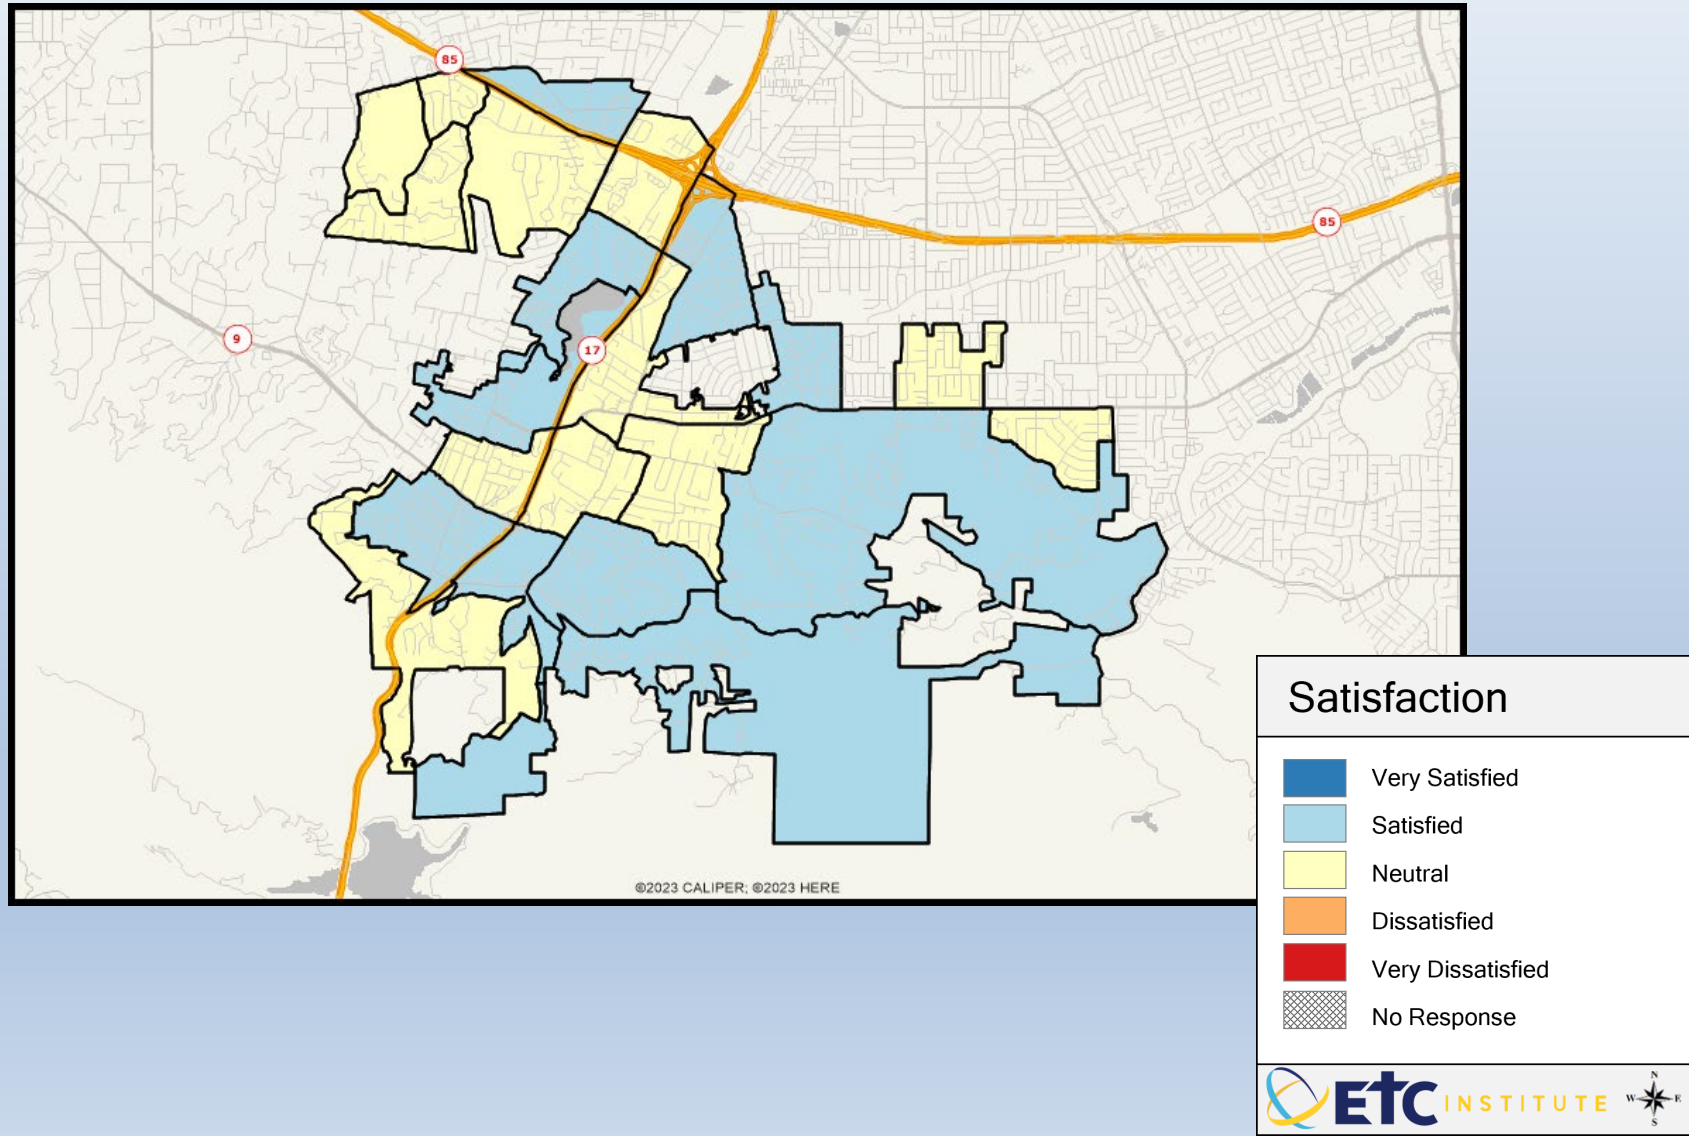 85
85
9
17
©2023 CALIPER; ©2023 HERE
Satisfaction
Very Satisfied
Satisfied
Neutral
Dissatisfied
Very Dissatisfied
No Response
ETC INSTITUTE
N
W E
S